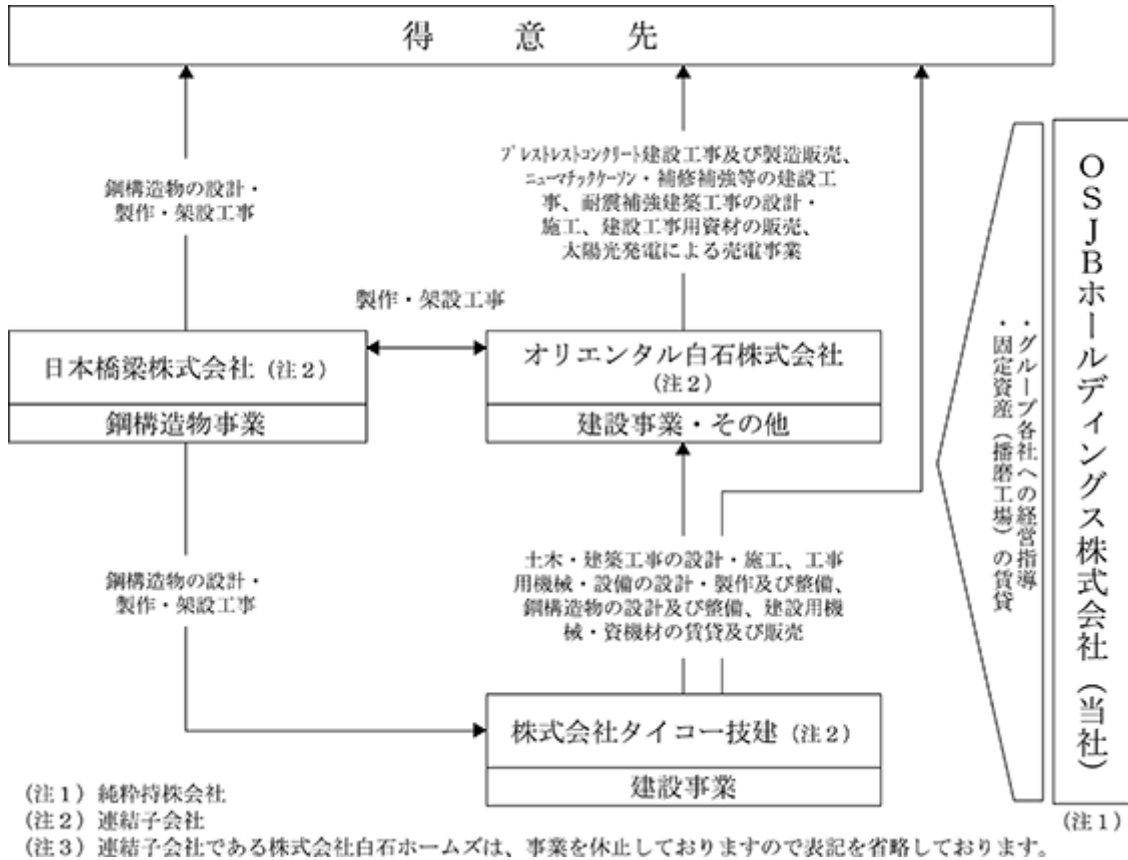 得意先
鋼構造物の設計・
製作・架設工事
プレストレストコンクリート建設工事及び製造販売、
ニューマチックケーソン・補修補強等の建設工
事、耐震補強建築工事の設計・
施工、建設工事用資材の販売、
太陽光発電による売電事業
製作・架設工事
日本橋梁株式会社（注２）
鋼構造物事業
オリエンタル白石株式会社
（注２）
建設事業・その他
鋼構造物の設計・
製作・架設工事
土木・建築工事の設計・施工、工事
用機械・設備の設計・製作及び整備、
鋼構造物の設計及び整備、建設用機
械・資機材の賃貸及び販売
株式会社タイコー技建（注２）
建設事業
・グループ各社への経営指導
・固定資産（播磨工場）の賃貸
ＯＳＪＢホールディングス株式会社（当社）
（注１）
（注１）純粋持株会社
（注２）連結子会社
（注３）連結子会社である株式会社白石ホームズは、事業を休止しておりますので表記を省略しております。